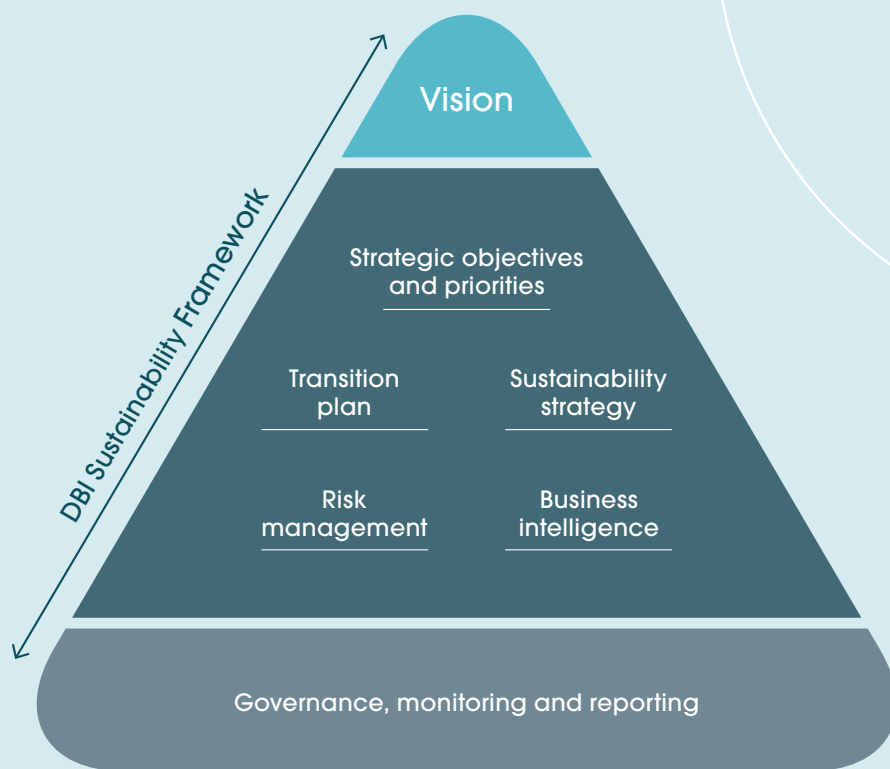 Vision
DBI Sustainability Framework
Strategic objectives
and priorities
Transition
plan
Sustainability
strategy
Risk
management
Business
intelligence
Governance, monitoring and reporting